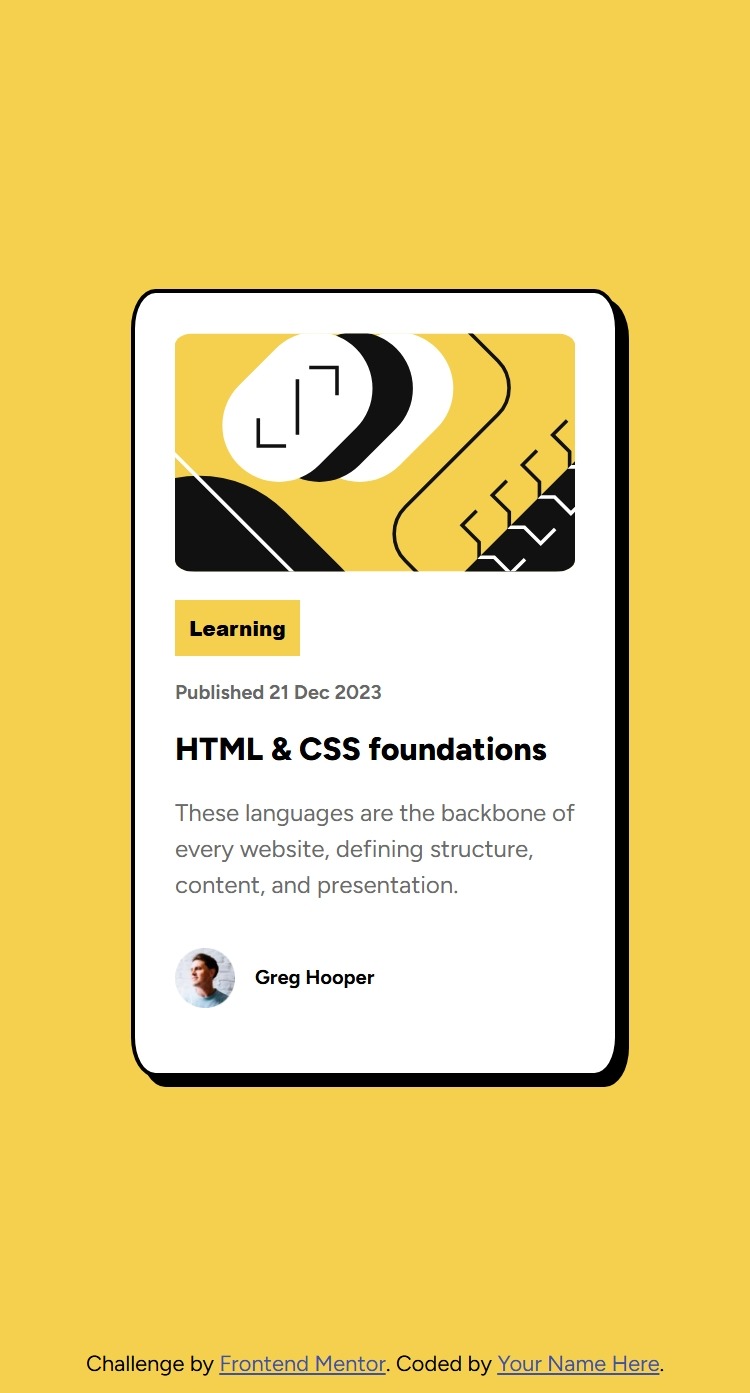 Learning
Published 21 Dec 2023
HTML & CSS foundations
These languages are the backbone of
every website, defining structure,
content, and presentation.
Greg Hooper
Challenge by Frontend Mentor. Coded by Your Name Here.